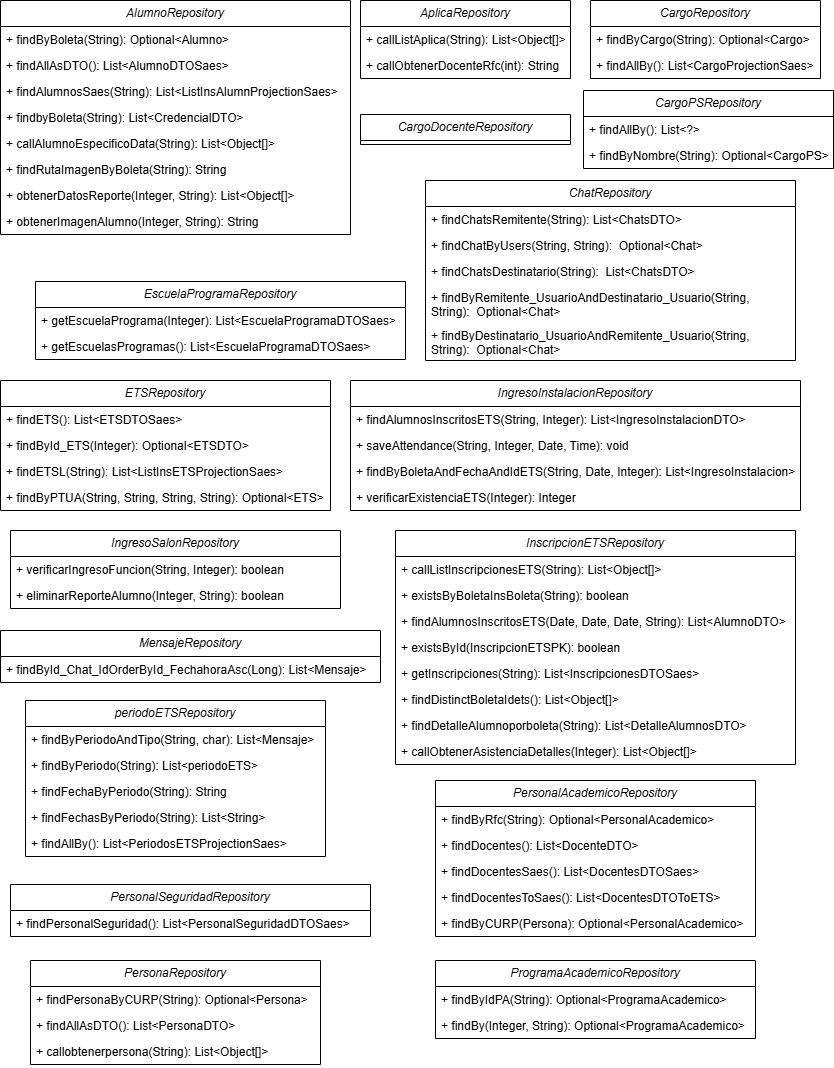 AlumnoRepository
+ findByBoleta(String): Optional<Alumno>
+ findAllAsDTO(): List<AlumnoDTOSaes>
+ findAlumnosSaes(String): List<ListInsAlumnProjectionSaes>
+ findbyBoleta(String): List<CredencialDTO>
+ callAlumnoEspecificoData(String): List<Object[]>
+ findRutaImagenByBoleta(String): String
+ obtenerDatosReporte(Integer, String): List<Object[]>
+ obtenerImagenAlumno(Integer, String): String
AplicaRepository
+ callListAplica(String): List<Object[]>
+ callObtenerDocenteRfc(int): String
CargoRepository
+ findByCargo(String): Optional<Cargo>
+ findAllBy(): List<CargoProjectionSaes>
CargoDocenteRepository
CargoPSRepository
+ findAllBy(): List<?>
+ findByNombre(String): Optional<CargoPS>
ChatRepository
+ findChatsRemitente(String): List<ChatsDTO>
+ findChatByUsers(String, String):  Optional<Chat>
+ findChatsDestinatario(String):  List<ChatsDTO>
+ findByRemitente_UsuarioAndDestinatario_Usuario(String,
String):  Optional<Chat>
+ findByDestinatario_UsuarioAndRemitente_Usuario(String,
String):  Optional<Chat>
EscuelaProgramaRepository
+ getEscuelaPrograma(Integer): List<EscuelaProgramaDTOSaes>
+ getEscuelasProgramas(): List<EscuelaProgramaDTOSaes>
ETSRepository
+ findETS(): List<ETSDTOSaes>
+ findById_ETS(Integer): Optional<ETSDTO>
+ findETSL(String): List<ListInsETSProjectionSaes>
+ findByPTUA(String, String, String, String): Optional<ETS>
IngresoInstalacionRepository
+ findAlumnosInscritosETS(String, Integer): List<IngresoInstalacionDTO>
+ saveAttendance(String, Integer, Date, Time): void
+ findByBoletaAndFechaAndIdETS(String, Date, Integer): List<IngresoInstalacion>
+ verificarExistenciaETS(Integer): Integer
IngresoSalonRepository
+ verificarIngresoFuncion(String, Integer): boolean
+ eliminarReporteAlumno(Integer, String): boolean
InscripcionETSRepository
+ callListInscripcionesETS(String): List<Object[]>
+ existsByBoletaInsBoleta(String): boolean
+ findAlumnosInscritosETS(Date, Date, Date, String): List<AlumnoDTO>
+ existsById(InscripcionETSPK): boolean
+ getInscripciones(String): List<InscripcionesDTOSaes>
+ findDistinctBoletaIdets(): List<Object[]>
+ findDetalleAlumnoporboleta(String): List<DetalleAlumnosDTO>
+ callObtenerAsistenciaDetalles(Integer): List<Object[]>
MensajeRepository
+ findById_Chat_IdOrderById_FechahoraAsc(Long): List<Mensaje>
periodoETSRepository
+ findByPeriodoAndTipo(String, char): List<Mensaje>
+ findByPeriodo(String): List<periodoETS>
+ findFechaByPeriodo(String): String
+ findFechasByPeriodo(String): List<String>
+ findAllBy(): List<PeriodosETSProjectionSaes>
PersonalAcademicoRepository
+ findByRfc(String): Optional<PersonalAcademico>
+ findDocentes(): List<DocenteDTO>
+ findDocentesSaes(): List<DocentesDTOSaes>
+ findDocentesToSaes(): List<DocentesDTOToETS>
+ findByCURP(Persona): Optional<PersonalAcademico>
PersonalSeguridadRepository
+ findPersonalSeguridad(): List<PersonalSeguridadDTOSaes>
PersonaRepository
+ findPersonaByCURP(String): Optional<Persona>
+ findAllAsDTO(): List<PersonaDTO>
+ callobtenerpersona(String): List<Object[]>
ProgramaAcademicoRepository
+ findByIdPA(String): Optional<ProgramaAcademico>
+ findBy(Integer, String): Optional<ProgramaAcademico>